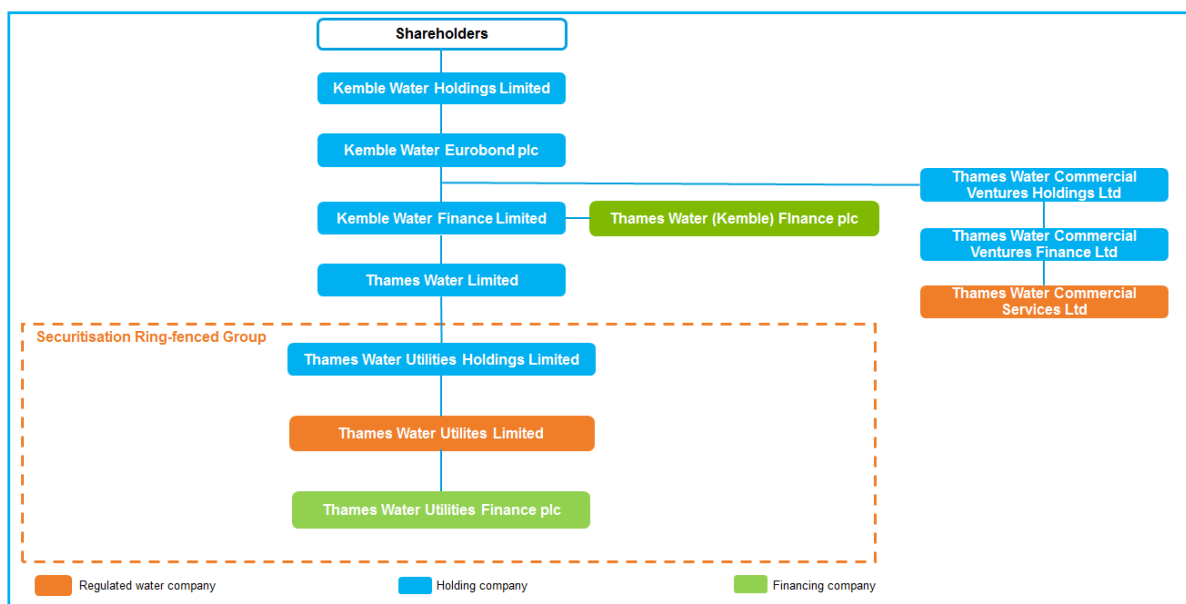 Shareholders
Kemble Water Holdings Limited
Kemble Water Eurobond plc
Thames Water Commercial
Ventures Holdings Ltd
Kemble Water Finance Limited
Thames Water (Kemble) FInance plc
Thames Water Commercial
Ventures Finance Ltd
Thames Water Limited
Thames Water Commercial
Services Ltd
Securitisation Ring-fenced Group
Thames Water Utilities Holdings Limited
Thames Water Utilites Limited
Thames Water Utilities Finance plc
Regulated water company
Holding company
Financing company